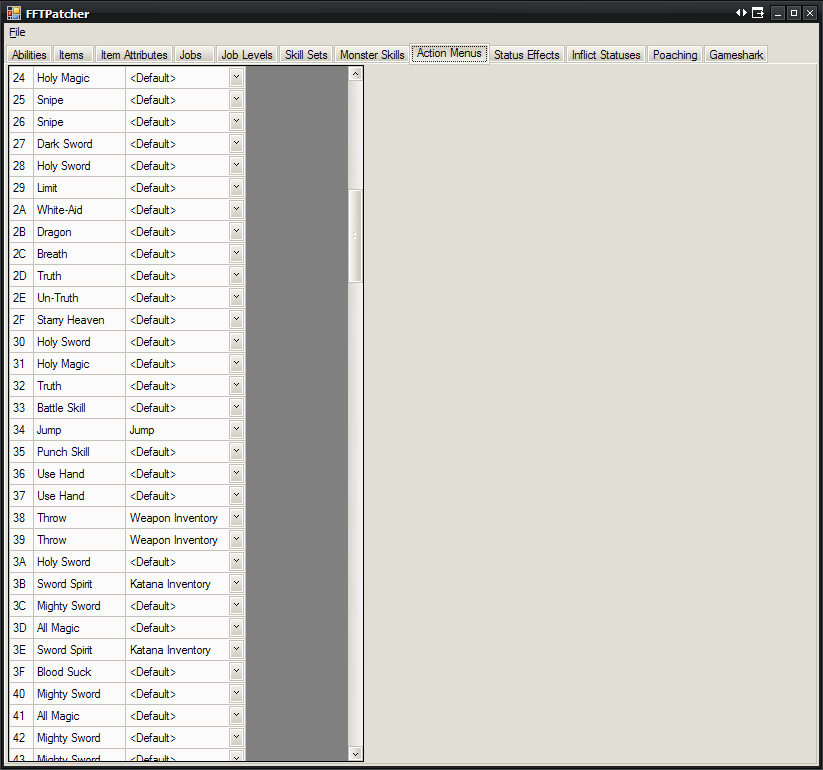 FFTPatcher
File
Abilities Items Item Attributes Jobs Job Levels Skill Sets Monster Skills Action Menus Status Effects Inflict Statuses Poaching Gameshark
24 Holy Magic <Default>
25 Snipe <Default>
26 Snipe <Default>
27 Dark Sword <Default>
28 Holy Sword <Default>
29 Limit <Default>
2A White-Aid <Default>
2B Dragon <Default>
2C Breath <Default>
2D Truth <Default>
2E Un-Truth <Default>
2F Starry Heaven <Default>
30 Holy Sword <Default>
31 Holy Magic <Default>
32 Truth <Default>
33 Battle Skill <Default>
34 Jump Jump
35 Punch Skill <Default>
36 Use Hand <Default>
37 Use Hand <Default>
38 Throw Weapon Inventory
39 Throw Weapon Inventory
3A Holy Sword <Default>
3B Sword Spirit Katana Inventory
3C Mighty Sword <Default>
3D All Magic <Default>
3E Sword Spirit Katana Inventory
3F Blood Suck <Default>
40 Mighty Sword <Default>
41 All Magic <Default>
42 Mighty Sword <Default>
43 Mighty Sword <Default>